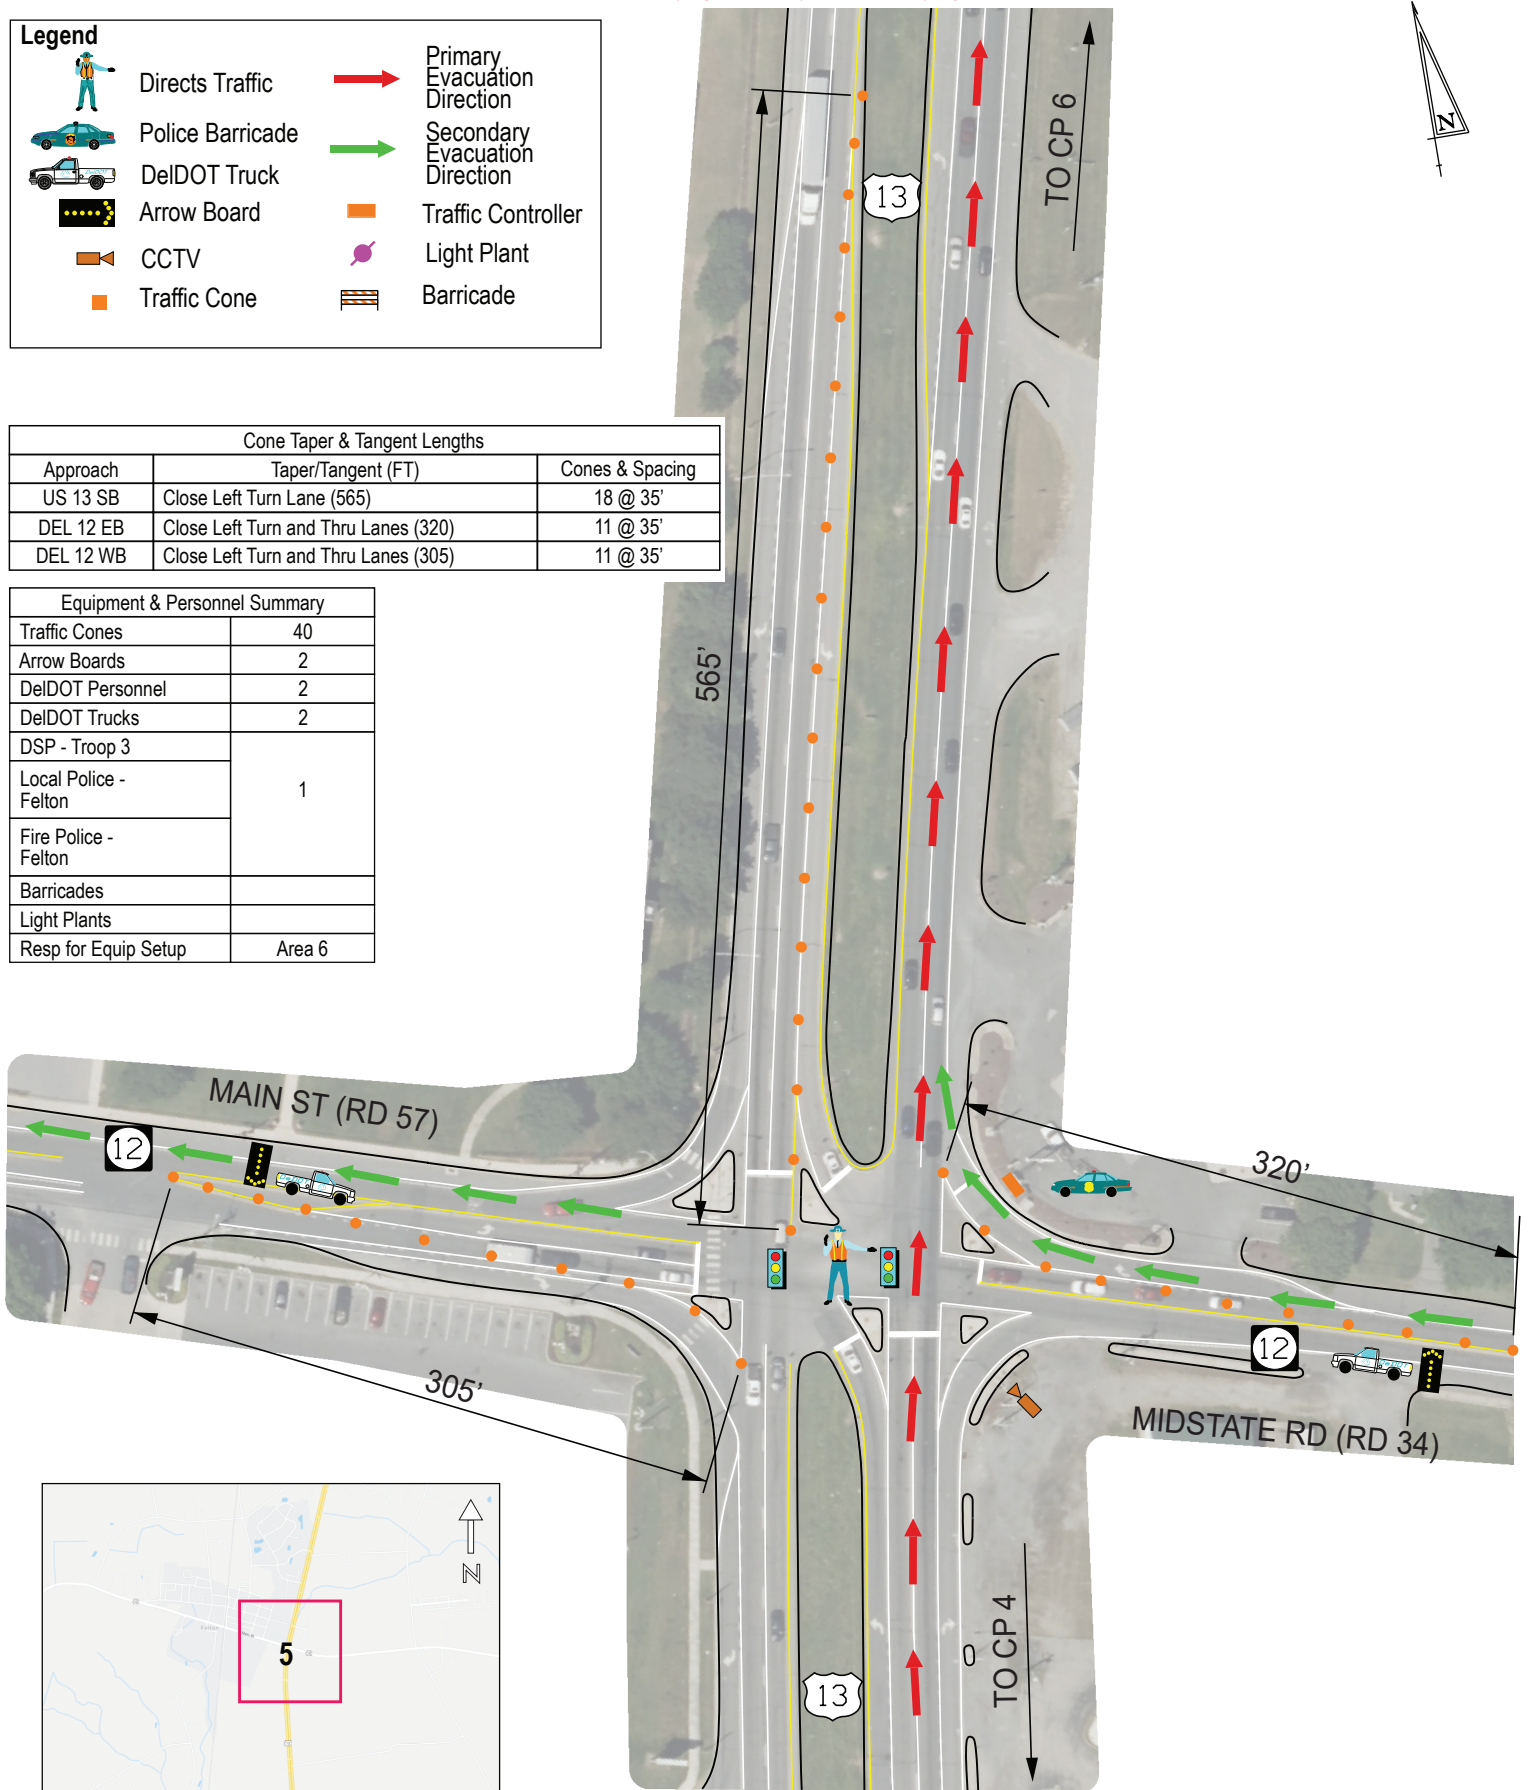 Legend
Directs Traffic
Police Barricade
DelDOT Truck
Arrow Board
CCTV
Traffic Cone
Primary
Evacuation
Direction
Secondary
Evacuation
Direction
Traffic Controller
Light Plant
Barricade
N
TO CP 6
13
Cone Taper & Tangent Lengths
Approach Taper/Tangent (FT) Cones & Spacing
US 13 SB Close Left Turn Lane (565) 18 @ 35’
DEL 12 EB Close Left Turn and Thru Lanes (320) 11 @ 35’
DEL 12 WB Close Left Turn and Thru Lanes (305) 11 @ 35’
Equipment & Personnel Summary
Traffic Cones 40
Arrow Boards 2
DelDOT Personnel 2
DelDOT Trucks 2
DSP - Troop 3
Local Police -
Felton
1
Fire Police -
Felton
Barricades
Light Plants
Resp for Equip Setup Area 6
565’
MAIN ST (RD 57)
12
320’
12
305’
MIDSTATE RD (RD 34)
TO CP 4
13
N
Felton
5